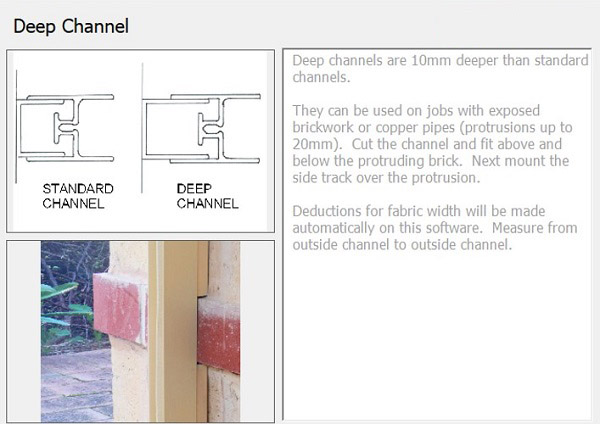 Deep Channel
STANDARD
CHANNEL
DEEP
CHANNEL
Deep channels are 10mm deeper than standard
channels.
They can be used on jobs with exposed
brickwork or copper pipes (protrusions up to
20mm).  Cut the channel and fit above and
below the protruding brick.  Next mount the
side track over the protrusion.
Deductions for fabric width will be made
automatically on this software.  Measure from
outside channel to outside channel.